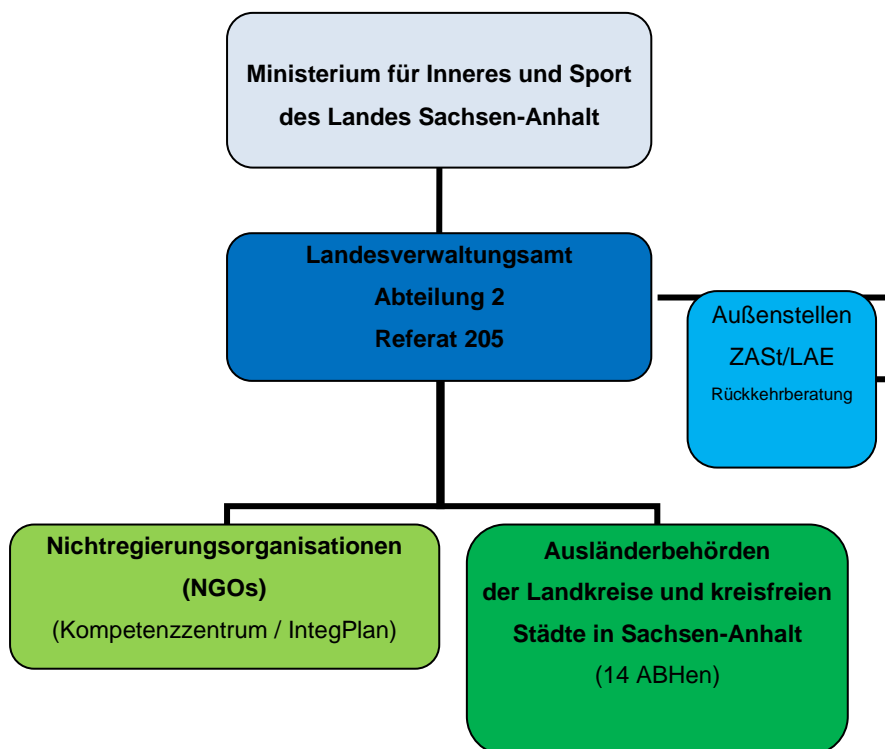 Ministerium für Inneres und Sport
des Landes Sachsen-Anhalt
Landesverwaltungsamt
Abteilung 2
Referat 205
Außenstellen
ZASt/LAE
Rückkehrberatung
Nichtregierungsorganisationen
(NGOs)
(Kompetenzzentrum / IntegPlan)
Ausländerbehörden
der Landkreise und kreisfreien
Städte in Sachsen-Anhalt
(14 ABHen)